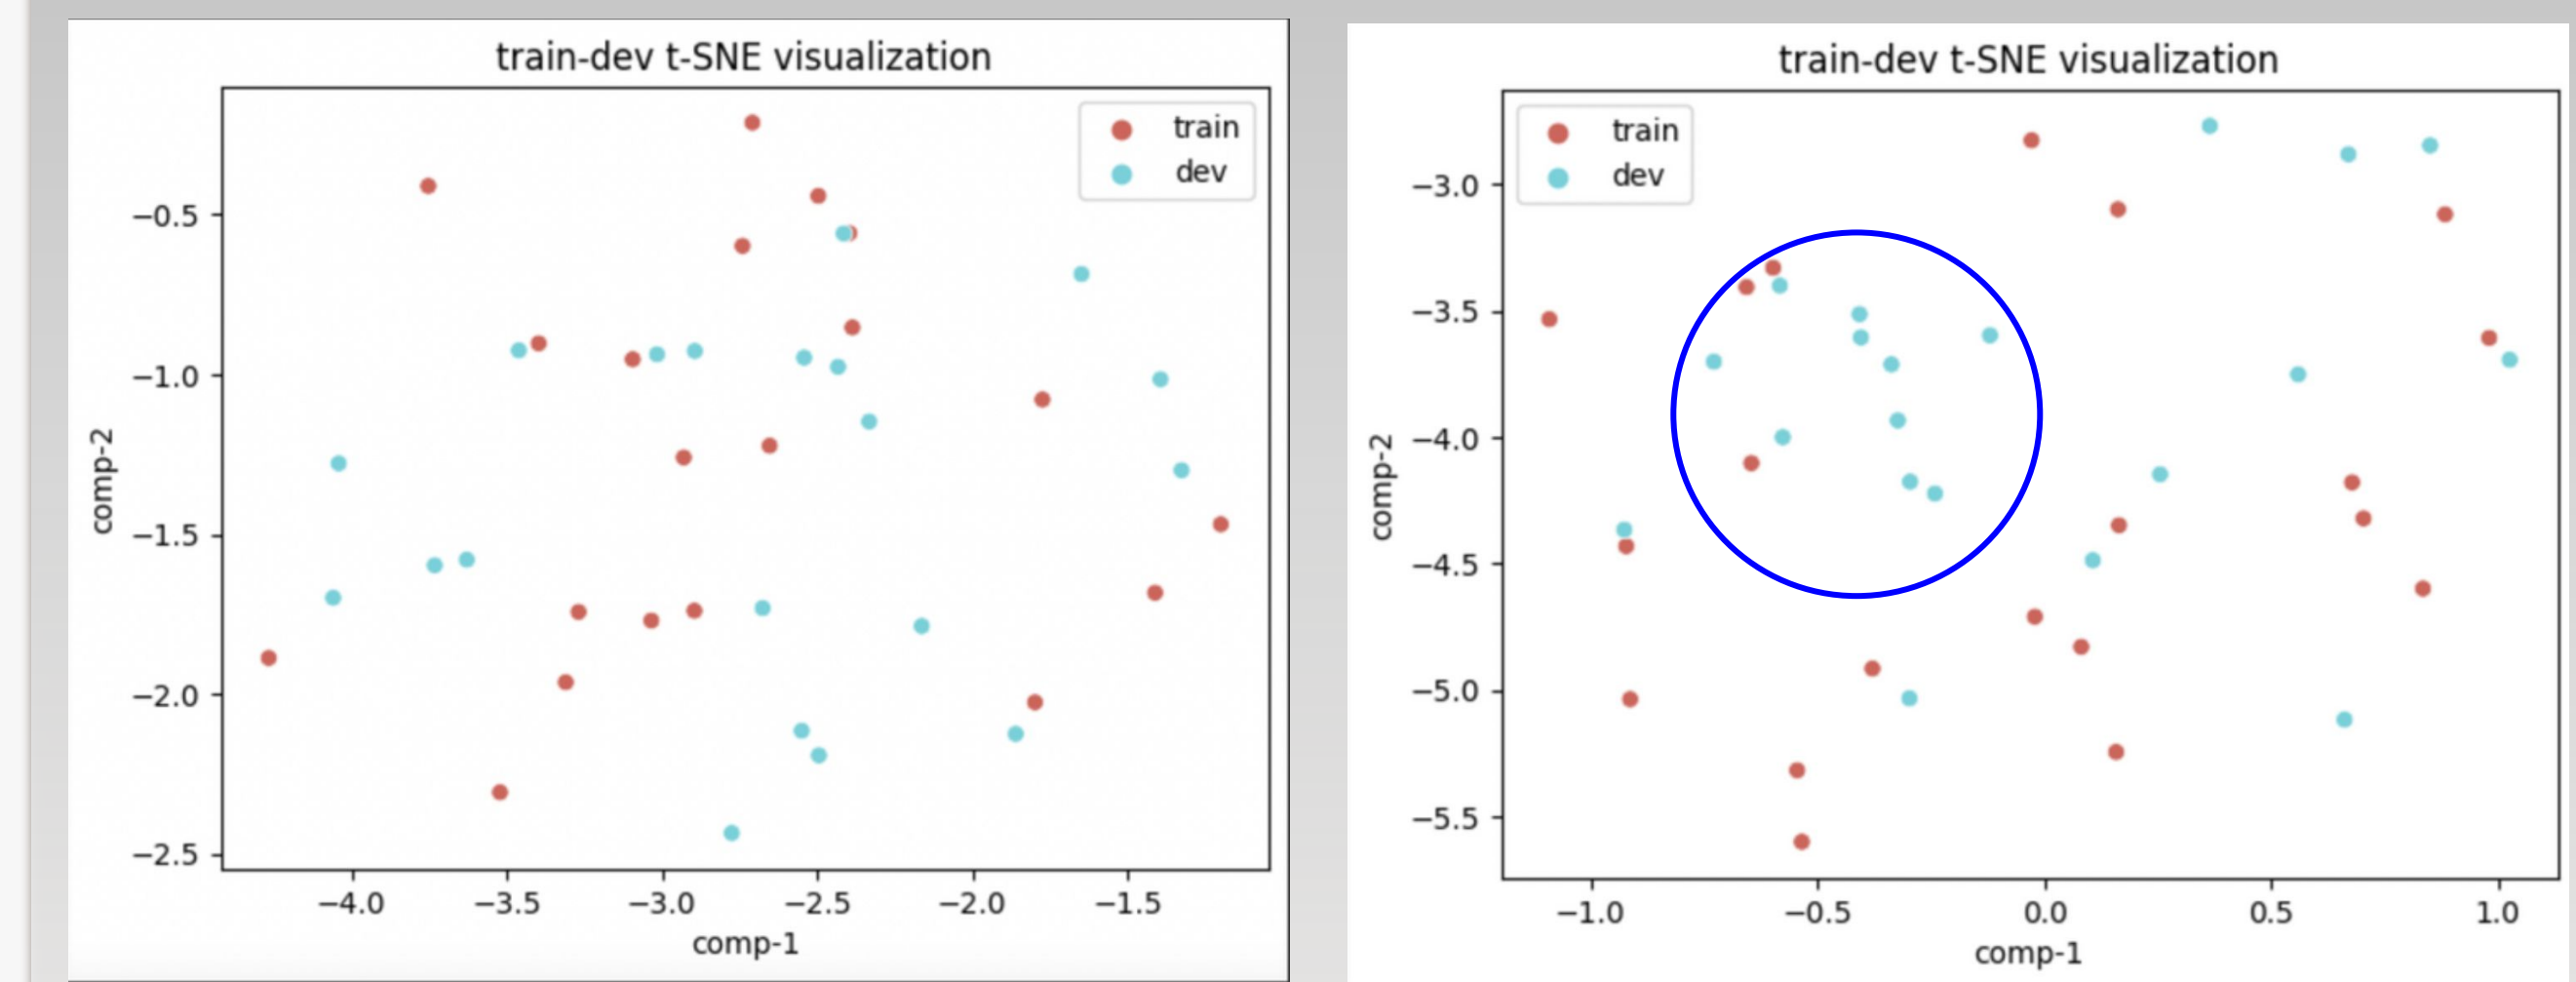 train-dev t-SNE visualization
train
dev
−0.5
−1.0
−1.5
−2.0
−2.5
comp-2
−4.0 −3.5 −3.0 −2.5 −2.0 −1.5
comp-1
train-dev t-SNE visualization
train
dev
−3.0
−3.5
−4.0
−4.5
−5.0
−5.5
comp-2
−1.0 −0.5 0.0 0.5 1.0
comp-1